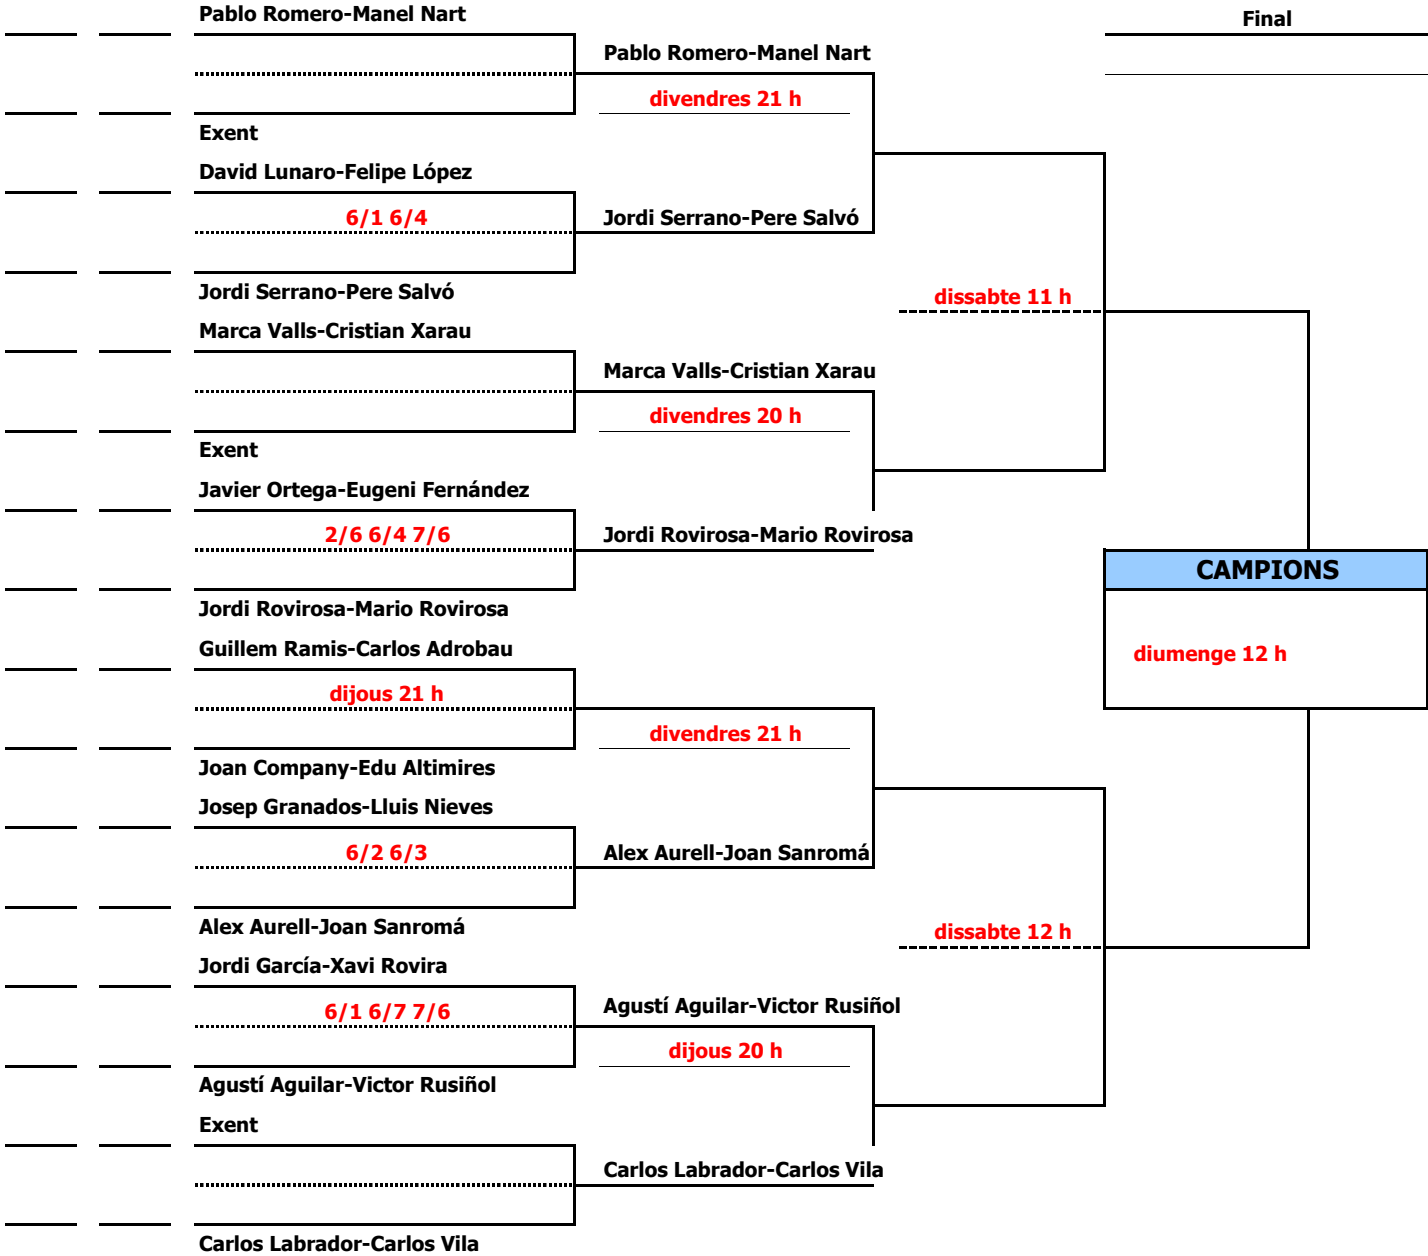 Pablo Romero-Manel Nart
Final
Pablo Romero-Manel Nart
divendres 21 h
Exent
David Lunaro-Felipe López
6/1 6/4
Jordi Serrano-Pere Salvó
Jordi Serrano-Pere Salvó
dissabte 11 h
Marca Valls-Cristian Xarau
Marca Valls-Cristian Xarau
divendres 20 h
Exent
Javier Ortega-Eugeni Fernández
2/6 6/4 7/6
Jordi Rovirosa-Mario Rovirosa
CAMPIONS
Jordi Rovirosa-Mario Rovirosa
Guillem Ramis-Carlos Adrobau
diumenge 12 h
dijous 21 h
divendres 21 h
Joan Company-Edu Altimires
Josep Granados-Lluis Nieves
6/2 6/3
Alex Aurell-Joan Sanromá
Alex Aurell-Joan Sanromá
dissabte 12 h
Jordi García-Xavi Rovira
6/1 6/7 7/6
Agustí Aguilar-Victor Rusiñol
dijous 20 h
Agustí Aguilar-Victor Rusiñol
Exent
Carlos Labrador-Carlos Vila
Carlos Labrador-Carlos Vila